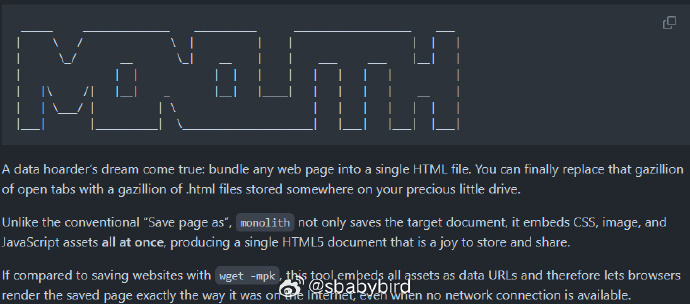 MONOLITH
A data hoarder's dream come true: bundle any web page into a single HTML file. You can finally replace that gazillion
of open tabs with a gazillion of .html files stored somewhere on your precious little drive.
Unlike the conventional “Save page as”, monolith not only saves the target document, it embeds CSS, image, and
JavaScript assets all at once, producing a single HTML5 document that is a joy to store and share.
If compared to saving websites with wget -mpk, this tool embeds all assets as data URLs and therefore lets browsers
render the saved page exactly the way it was on the Internet, even when no network connection is available.
@sbabybird